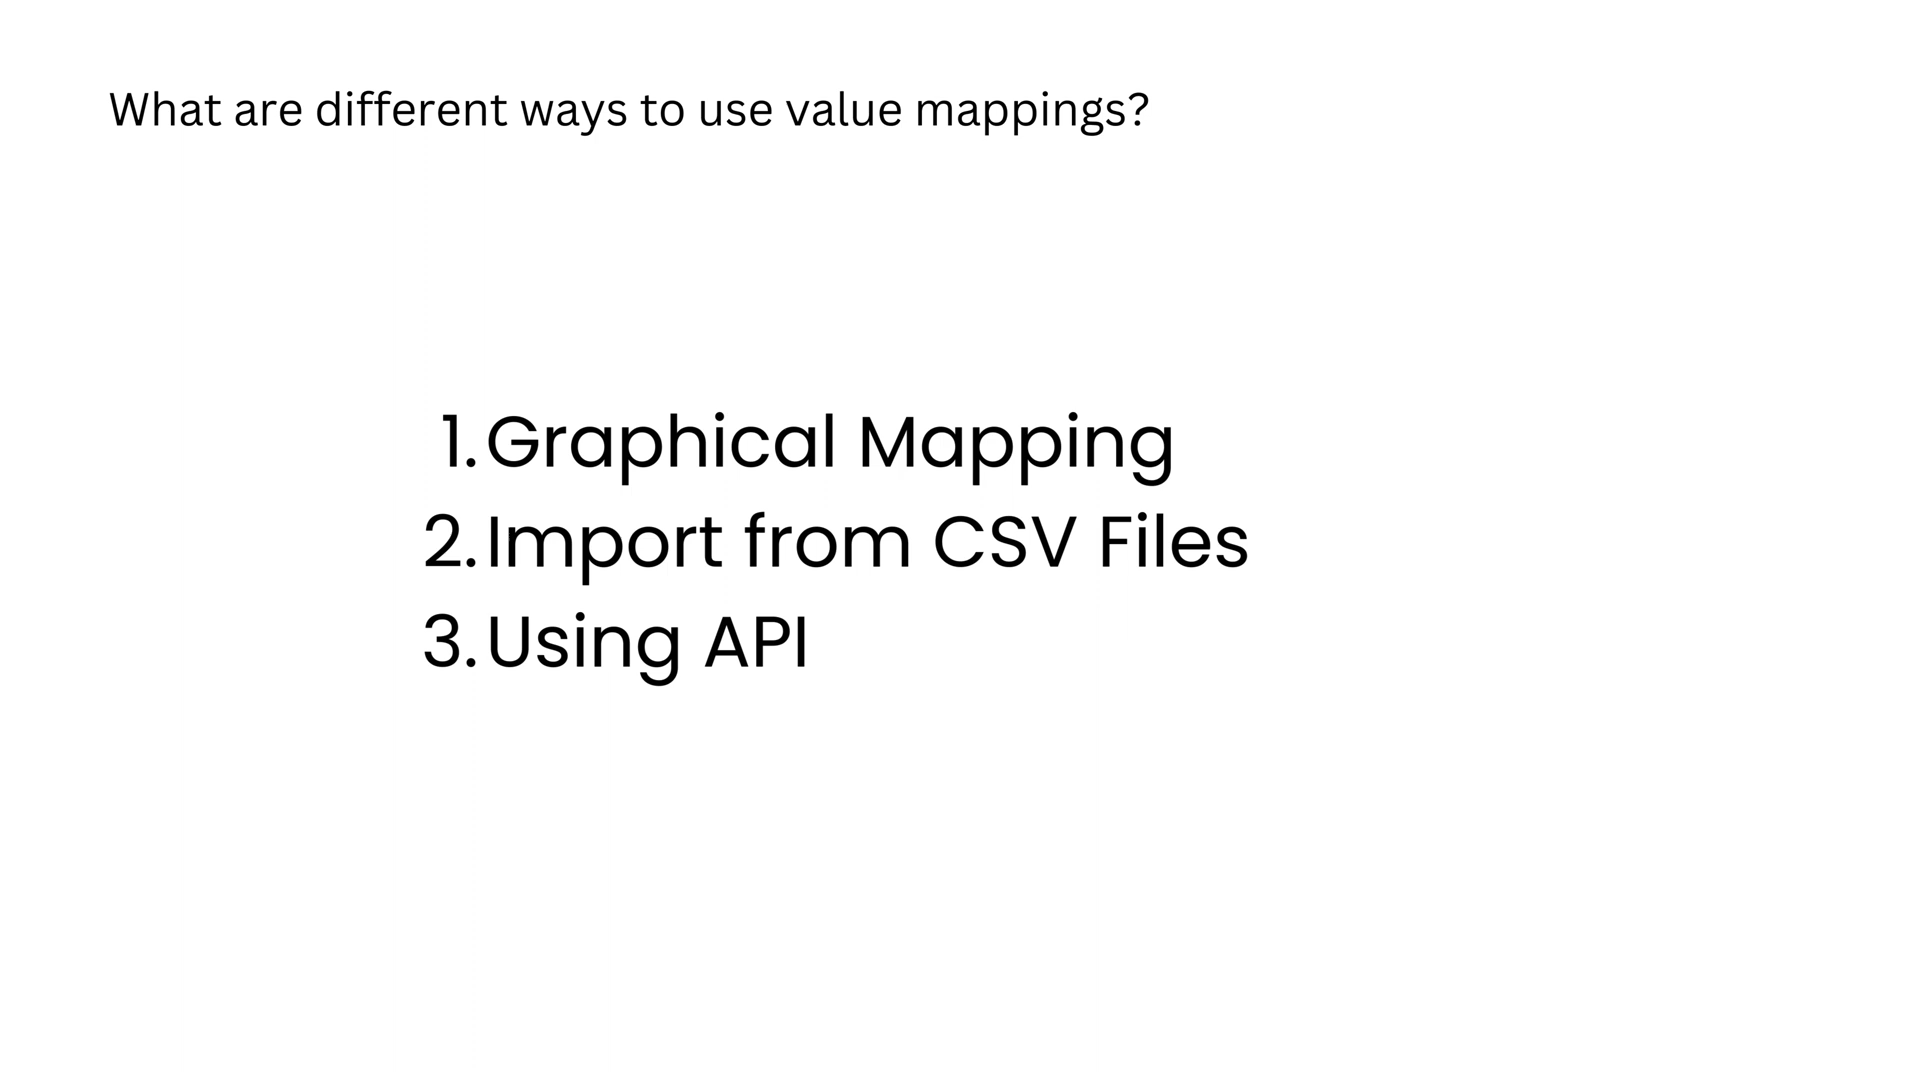 What are different ways to use value mappings?
1. Graphical Mapping
2. Import from CSV Files
3. Using API